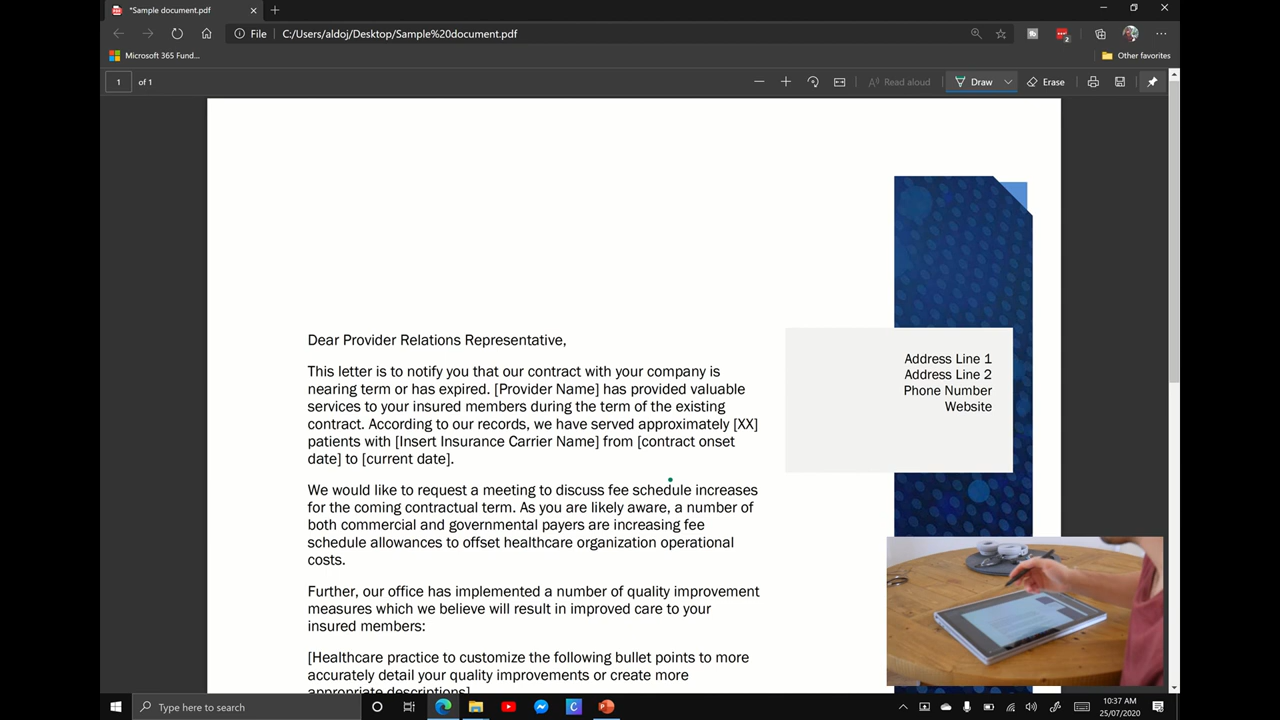 *Sample document.pdf
File
C:/Users/aldoj/Desktop/Sample%20document.pdf
2
Microsoft 365 Fund...
Other favorites
1 of 1
Read aloud
Draw
Erase
Dear Provider Relations Representative,
This letter is to notify you that our contract with your company is
nearing term or has expired. [Provider Name] has provided valuable
services to your insured members during the term of the existing
contract. According to our records, we have served approximately [XX]
patients with [Insert Insurance Carrier Name] from [contract onset
date] to [current date].
We would like to request a meeting to discuss fee schedule increases
for the coming contractual term. As you are likely aware, a number of
both commercial and governmental payers are increasing fee
schedule allowances to offset healthcare organization operational
costs.
Further, our office has implemented a number of quality improvement
measures which we believe will result in improved care to your
insured members:
[Healthcare practice to customize the following bullet points to more
accurately detail your quality improvements or create more
appropriate descriptions]
Address Line 1
Address Line 2
Phone Number
Website
Type here to search
10:37 AM
25/07/2020